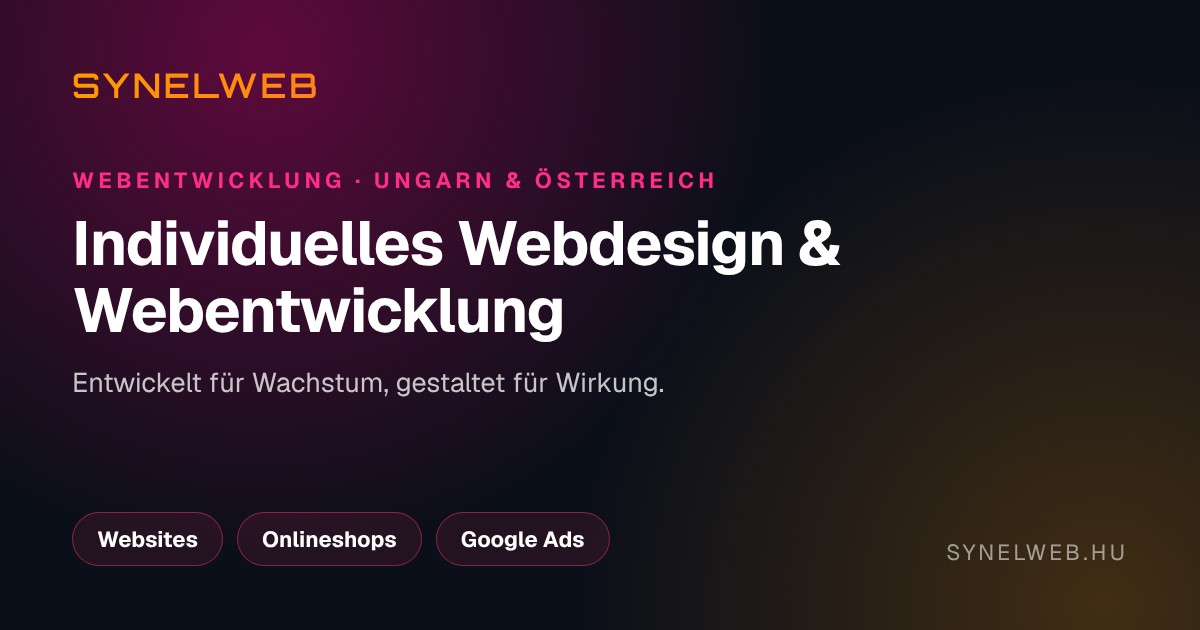 SYNELWEB
WEBENTWICKLUNG · UNGARN & ÖSTERREICH
Individuelles Webdesign &
Webentwicklung
Entwickelt für Wachstum, gestaltet für Wirkung.
Websites
Onlineshops
Google Ads
SYNELWEB.HU